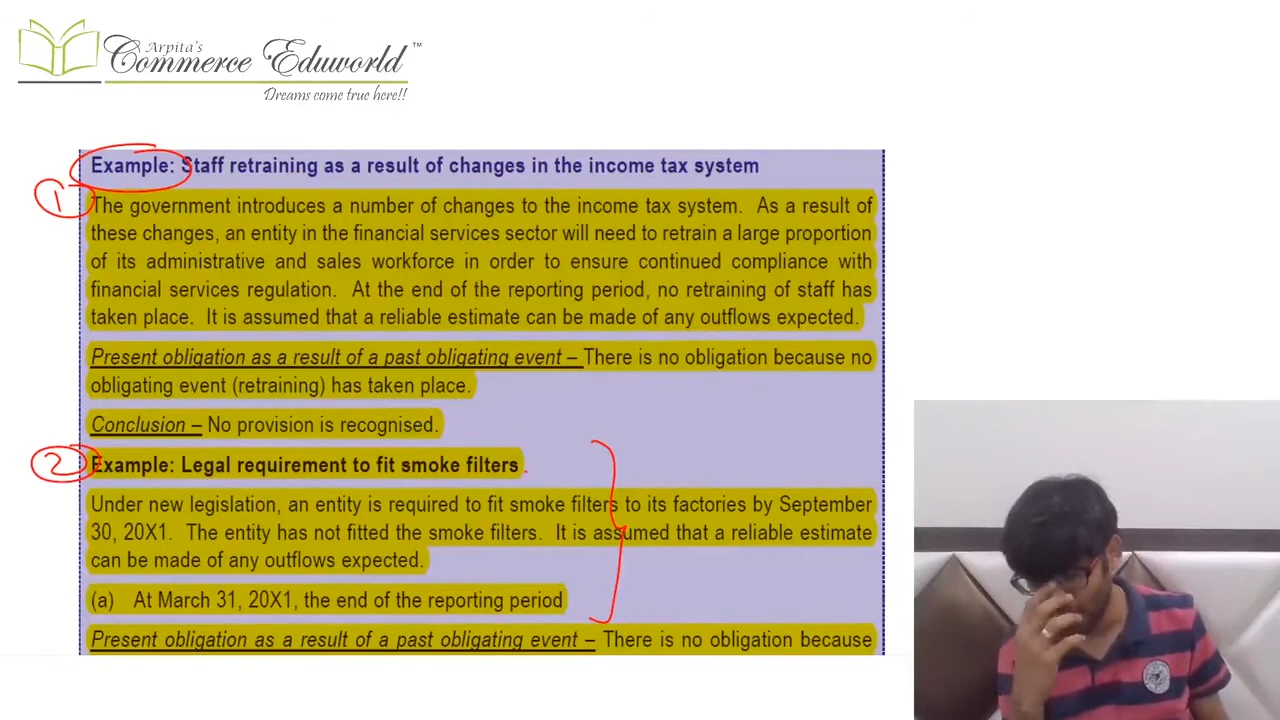 Arpita's
Commerce Eduworld™
Dreams come true here!!
Example: Staff retraining as a result of changes in the income tax system
1
The government introduces a number of changes to the income tax system. As a result of
these changes, an entity in the financial services sector will need to retrain a large proportion
of its administrative and sales workforce in order to ensure continued compliance with
financial services regulation. At the end of the reporting period, no retraining of staff has
taken place. It is assumed that a reliable estimate can be made of any outflows expected.
Present obligation as a result of a past obligating event – There is no obligation because no
obligating event (retraining) has taken place.
Conclusion – No provision is recognised.
2 Example: Legal requirement to fit smoke filters
Under new legislation, an entity is required to fit smoke filters to its factories by September
30, 20X1. The entity has not fitted the smoke filters. It is assumed that a reliable estimate
can be made of any outflows expected.
(a) At March 31, 20X1, the end of the reporting period
Present obligation as a result of a past obligating event – There is no obligation because